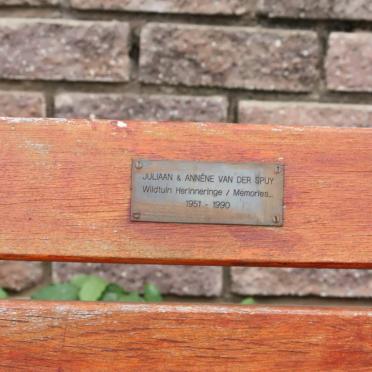 JULIAAN & ANNÉNE VAN DER SPUY
Wildtuin Herinneringe / Memories...
1951 - 1990